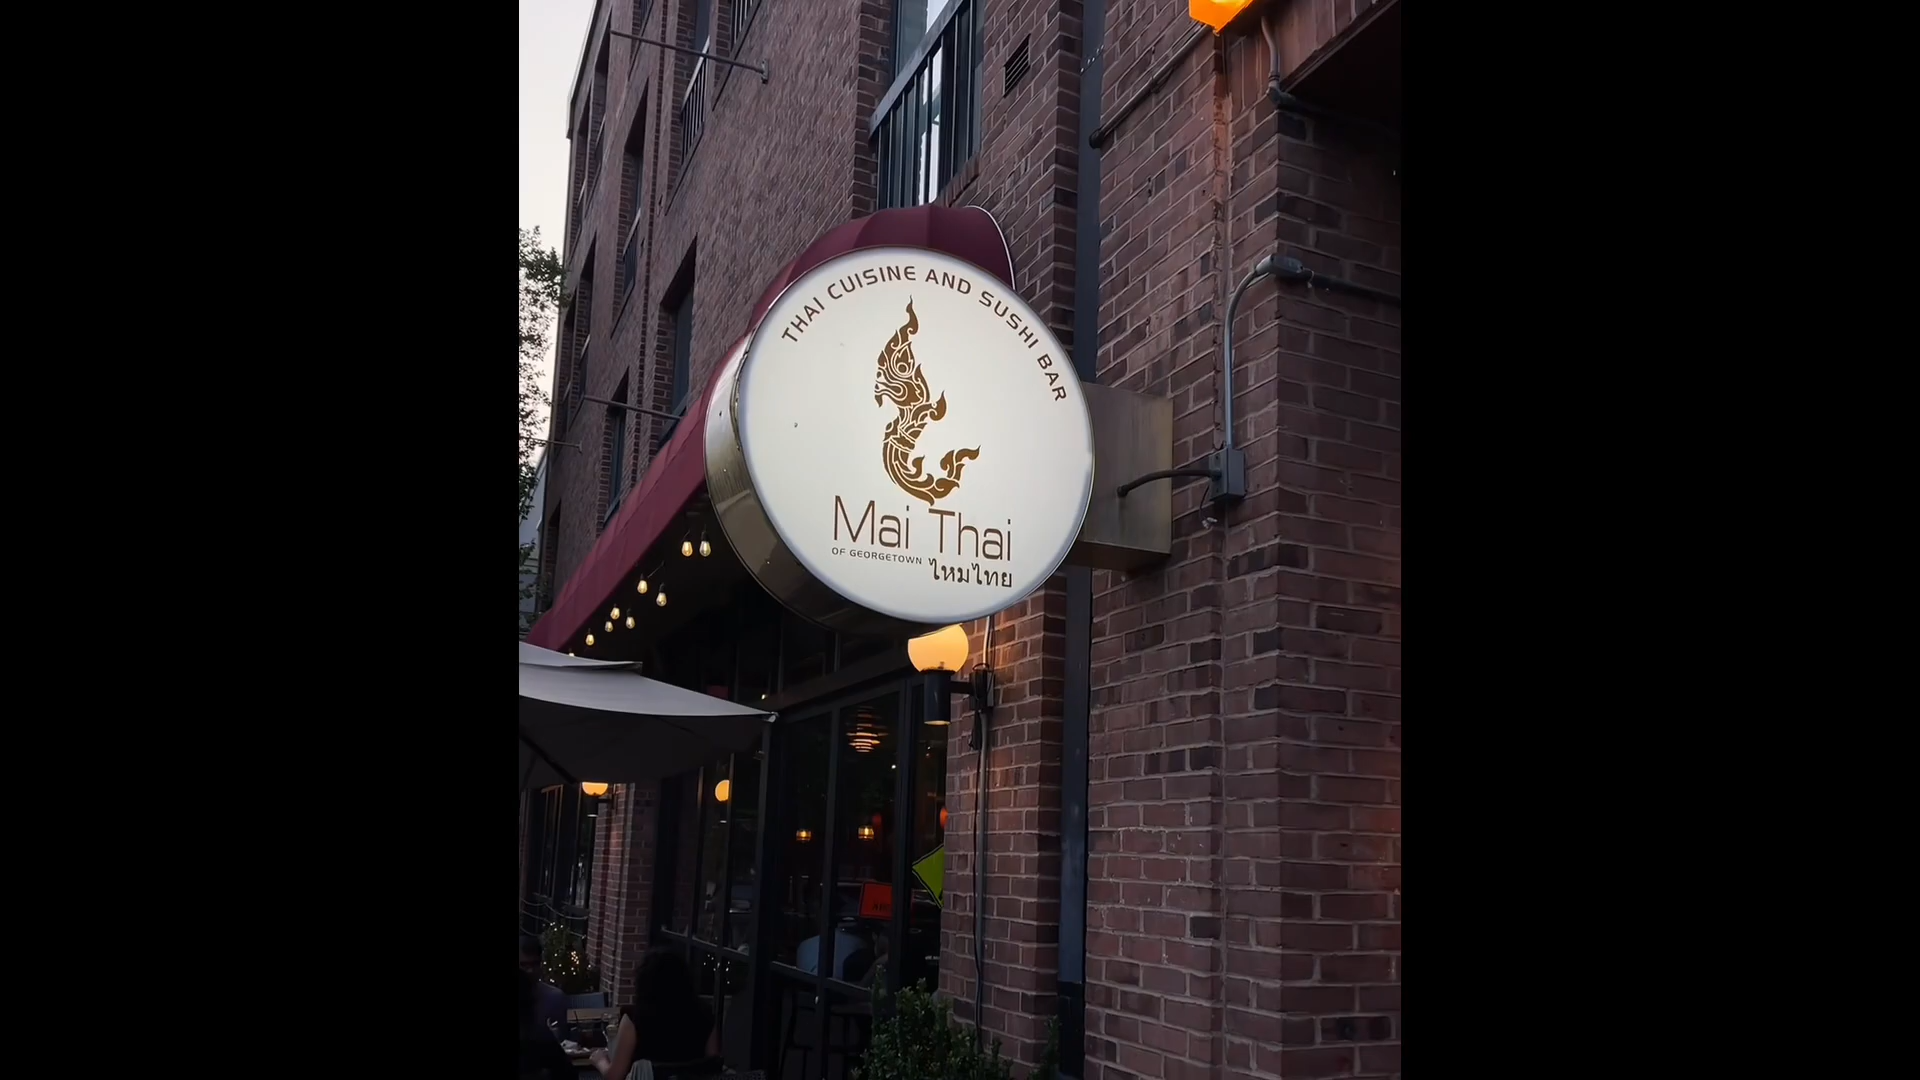 THAI CUISINE AND SUSHI BAR
Mai Thai
OF GEORGETOWN
ไหมไทย